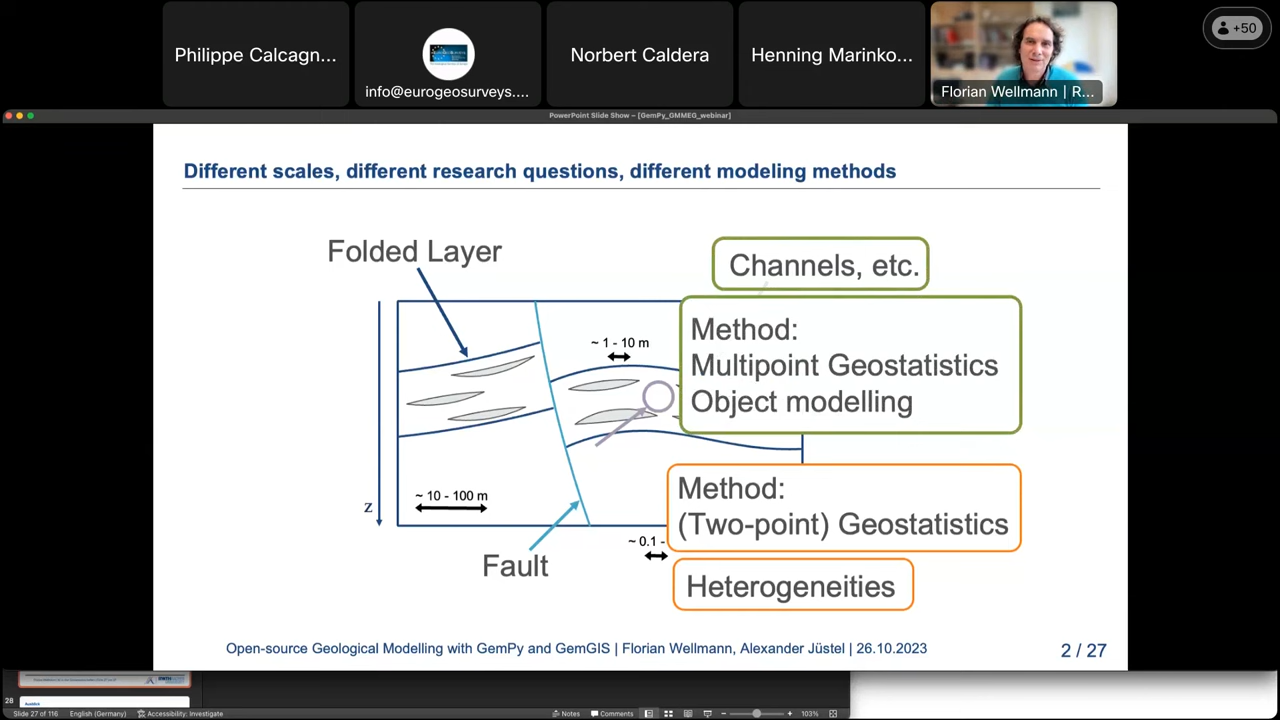 Philippe Calcagn...
info@eurogeosurveys....
Norbert Caldera
Henning Marinko...
Florian Wellmann | R...
+50
PowerPoint Slide Show – [GemPy_GMMEG_webinar]
Different scales, different research questions, different modeling methods
Folded Layer
Channels, etc.
Method:
Multipoint Geostatistics
Object modelling
~ 1 - 10 m
~ 10 - 100 m
z
Method:
(Two-point) Geostatistics
~ 0.1 -
Fault
Heterogeneities
Open-source Geological Modelling with GemPy and GemGIS | Florian Wellmann, Alexander Jüstel | 26.10.2023
2 / 27
28
Slide 27 of 116
English (Germany)
Accessibility: Investigate
Notes
Comments
103%